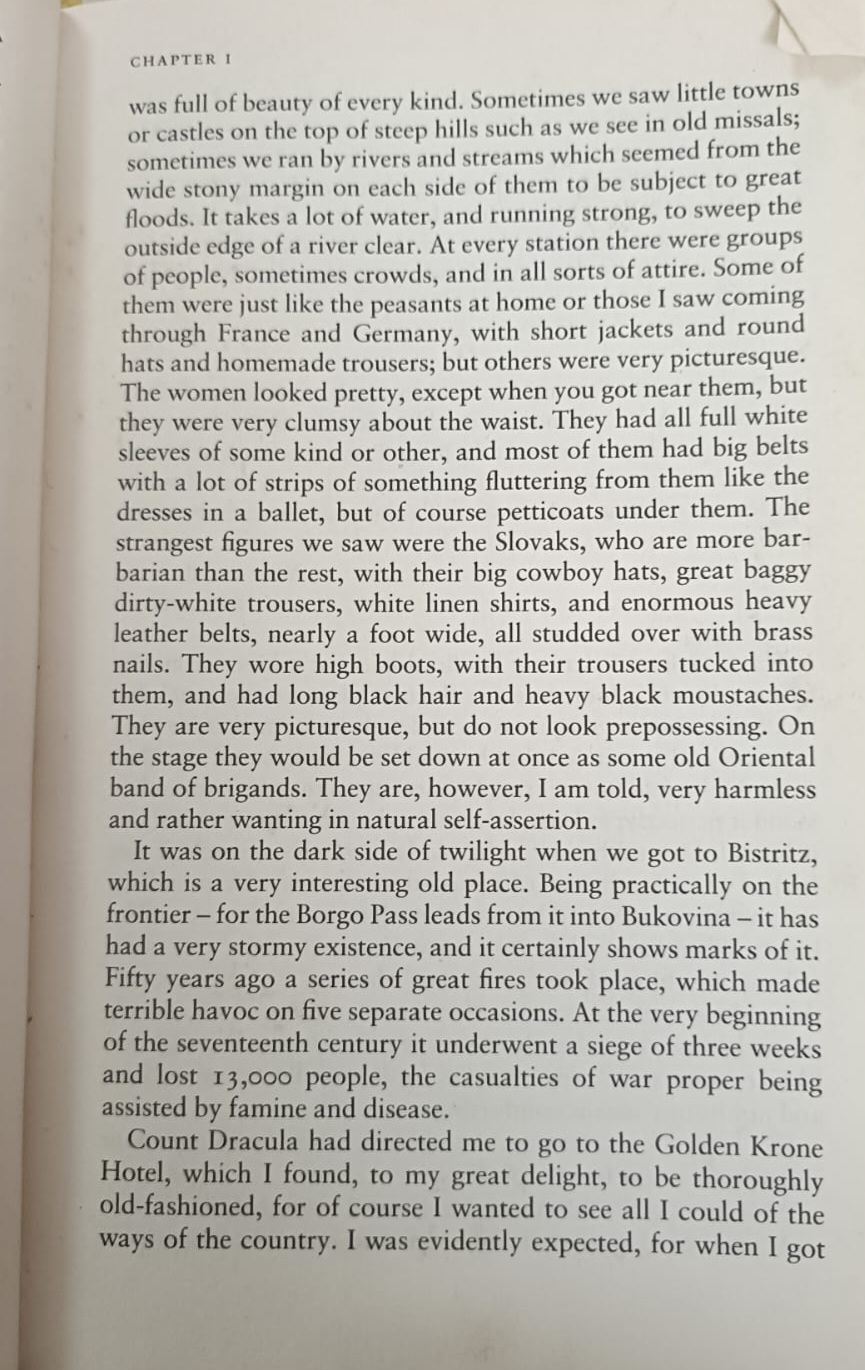 CHAPTER I
was full of beauty of every kind. Sometimes we saw little towns
or castles on the top of steep hills such as we see in old missals;
sometimes we ran by rivers and streams which seemed from the
wide stony margin on each side of them to be subject to great
floods. It takes a lot of water, and running strong, to sweep the
outside edge of a river clear. At every station there were groups
of people, sometimes crowds, and in all sorts of attire. Some of
them were just like the peasants at home or those I saw coming
through France and Germany, with short jackets and round
hats and homemade trousers; but others were very picturesque.
The women looked pretty, except when you got near them, but
they were very clumsy about the waist. They had all full white
sleeves of some kind or other, and most of them had big belts
with a lot of strips of something fluttering from them like the
dresses in a ballet, but of course petticoats under them. The
strangest figures we saw were the Slovaks, who are more bar-
barian than the rest, with their big cowboy hats, great baggy
dirty-white trousers, white linen shirts, and enormous heavy
leather belts, nearly a foot wide, all studded over with brass
nails. They wore high boots, with their trousers tucked into
them, and had long black hair and heavy black moustaches.
They are very picturesque, but do not look prepossessing. On
the stage they would be set down at once as some old Oriental
band of brigands. They are, however, I am told, very harmless
and rather wanting in natural self-assertion.
It was on the dark side of twilight when we got to Bistritz,
which is a very interesting old place. Being practically on the
frontier – for the Borgo Pass leads from it into Bukovina – it has
had a very stormy existence, and it certainly shows marks of it.
Fifty years ago a series of great fires took place, which made
terrible havoc on five separate occasions. At the very beginning
of the seventeenth century it underwent a siege of three weeks
and lost 13,000 people, the casualties of war proper being
assisted by famine and disease.
Count Dracula had directed me to go to the Golden Krone
Hotel, which I found, to my great delight, to be thoroughly
old-fashioned, for of course I wanted to see all I could of the
ways of the country. I was evidently expected, for when I got